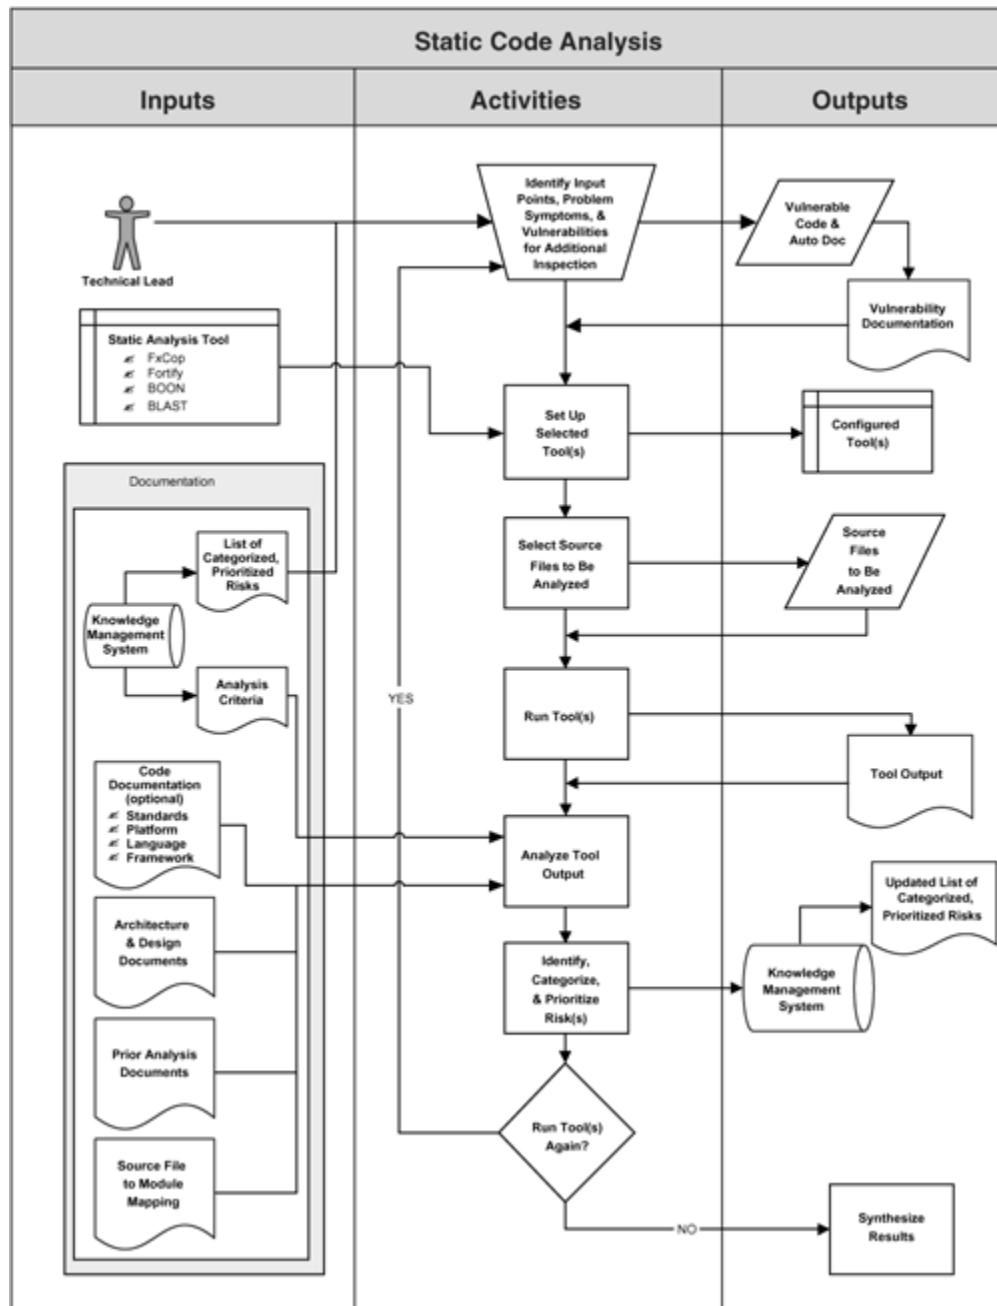 Static Code Analysis
Inputs
Activities
Outputs
Technical Lead
Static Analysis Tool
FxCop
Fortify
BOON
BLAST
Documentation
List of
Categorized,
Prioritized
Risks
Knowledge
Management
System
Analysis
Criteria
Code
Documentation
(optional)
Standards
Platform
Language
Framework
Architecture
& Design
Documents
Prior Analysis
Documents
Source File
to Module
Mapping
Identify Input
Points, Problem
Symptoms, &
Vulnerabilities
for Additional
Inspection
Set Up
Selected
Tool(s)
Select Source
Files to Be
Analyzed
Run Tool(s)
YES
Analyze Tool
Output
Identify,
Categorize,
& Prioritize
Risk(s)
Run Tool(s)
Again?
NO
Vulnerable
Code &
Auto Doc
Vulnerability
Documentation
Configured
Tool(s)
Source
Files
to Be
Analyzed
Tool Output
Updated List of
Categorized,
Prioritized Risks
Knowledge
Management
System
Synthesize
Results